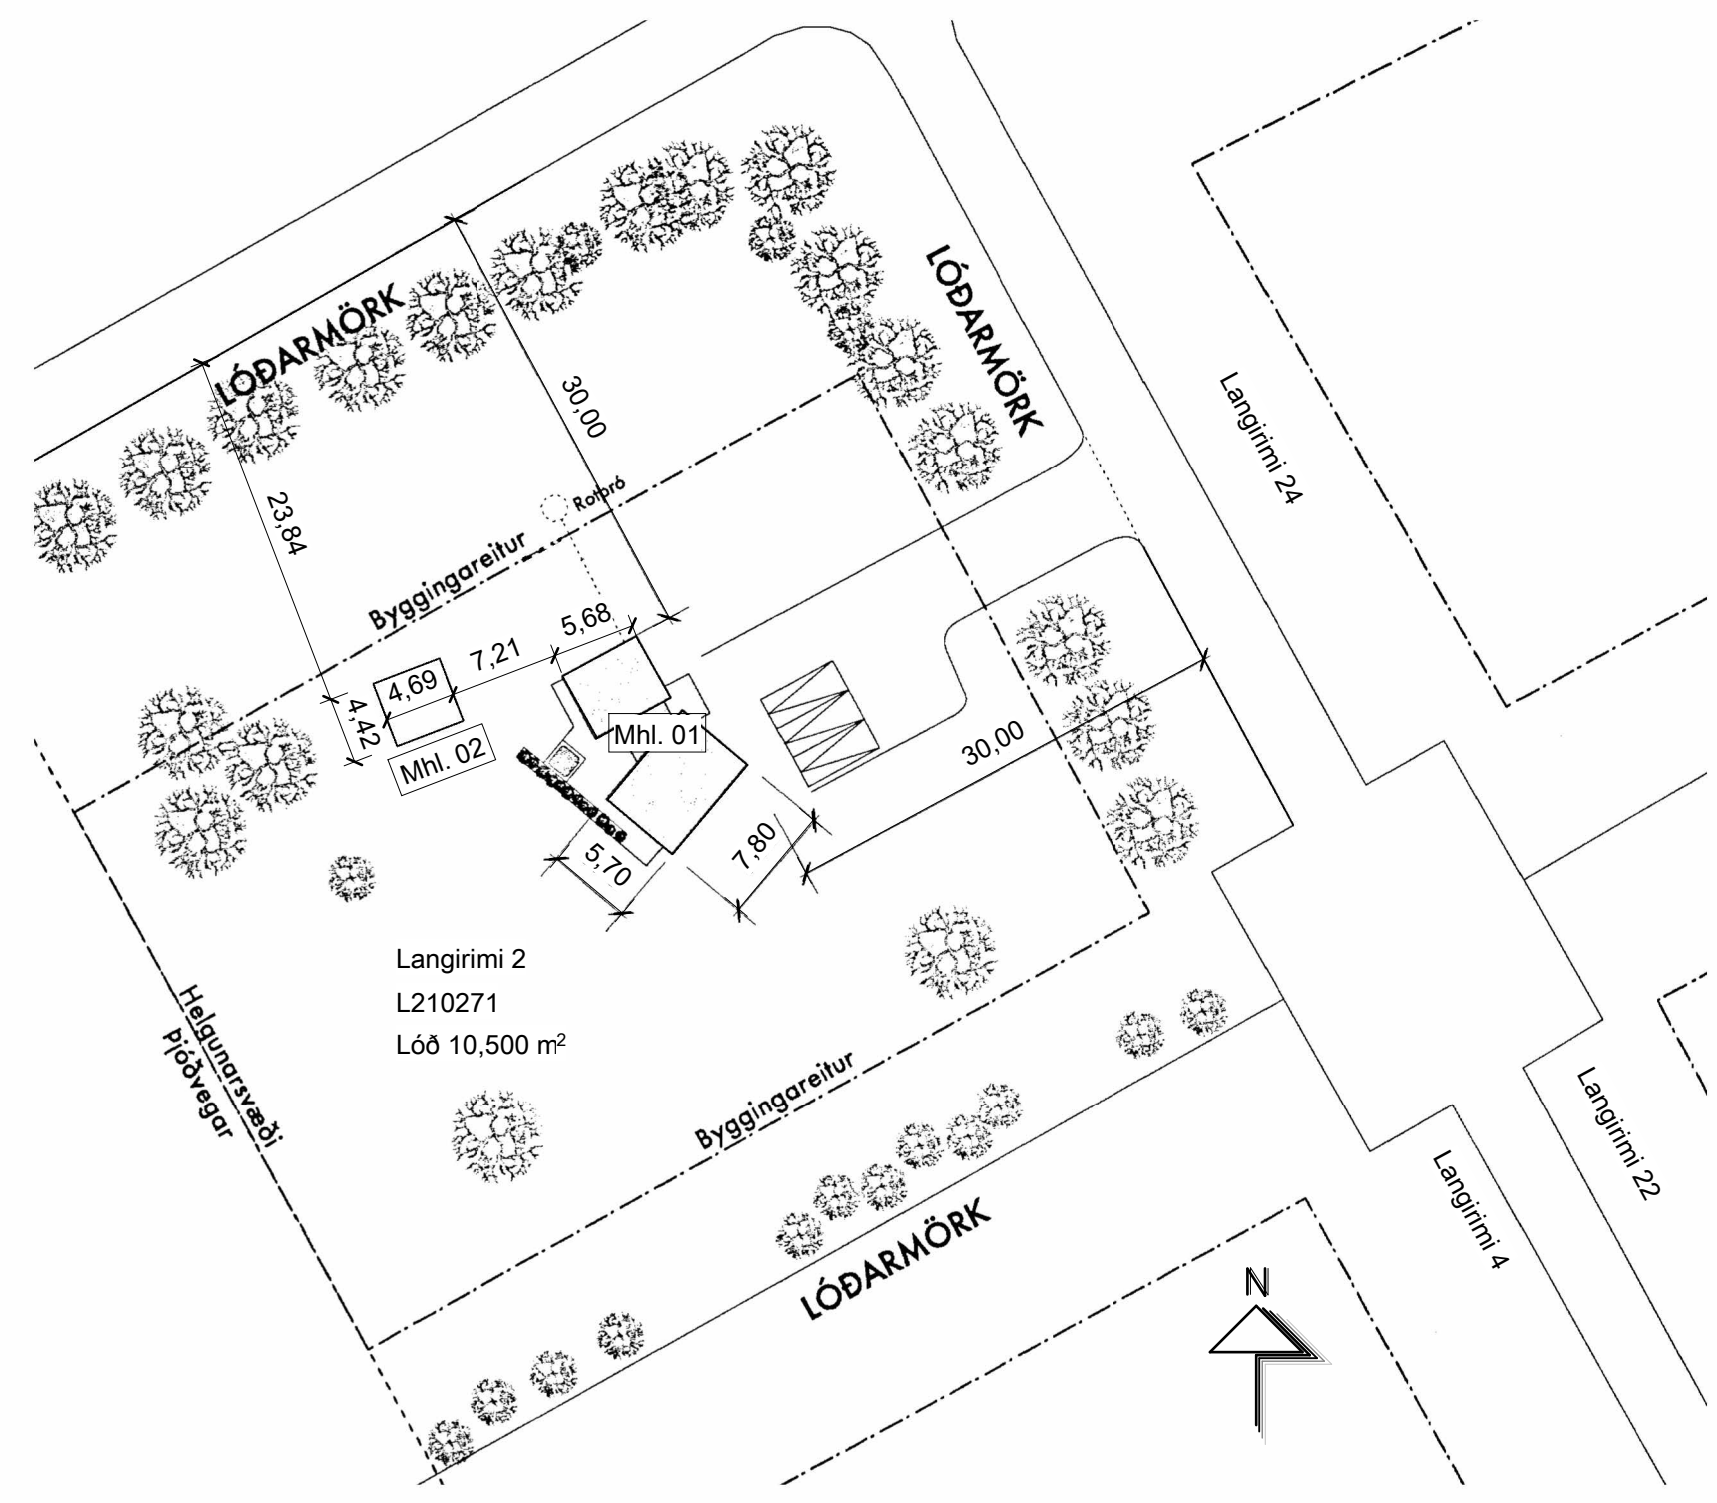 LÓÐARMÖRK
LÓÐARMÖRK
30,00
Langirimi 24
23,84
Rotþró
Byggingareitur
5,68
7,21
4,69
4,42
Mhl. 01
Mhl. 02
30,00
7,80
5,70
Langirimi 2
L210271
Lóð 10,500 m²
Helgunarsvæði
Þjóðvegar
Byggingareitur
LÓÐARMÖRK
Langirimi 22
Langirimi 4
N